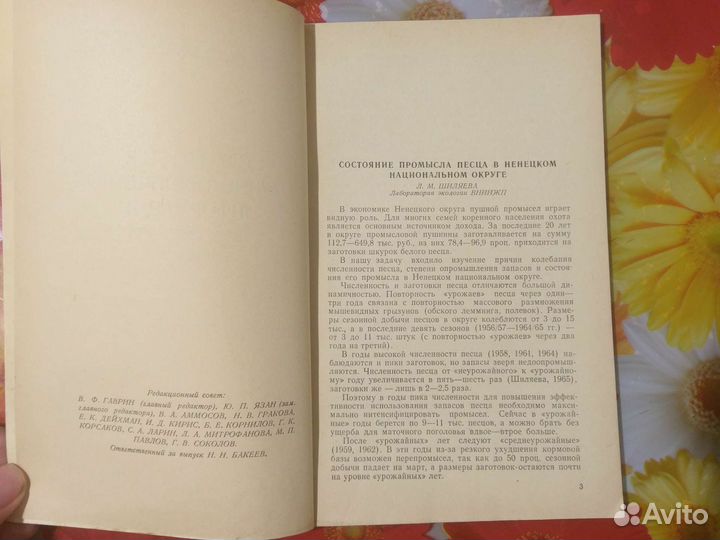 Редакционный совет:
В. Ф. ГАВРИН (главный редактор), Ю. П. ЯЗАН (зам.
главного редактора), В. А. АММОСОВ, Н. В. ГРАКОВА,
Е. К. ДЕЙХМАН, И. Д. КИРИС, Б. Е. КОРНИЛОВ, Г. К.
КОРСАКОВ, С. А. ЛАРИН, Л. А. МИТРОФАНОВА, М. П.
ПАВЛОВ, Г. В. СОКОЛОВ.
Ответственный за выпуск Н. Н. БАКЕЕВ.
СОСТОЯНИЕ ПРОМЫСЛА ПЕСЦА В НЕНЕЦКОМ
НАЦИОНАЛЬНОМ ОКРУГЕ
Л. М. ШИЛЯЕВА
Лаборатория экологии ВНИИЖП
В экономике Ненецкого округа пушной промысел играет
видную роль. Для многих семей коренного населения охота
является основным источником дохода. За последние 20 лет
в округе промысловой пушнины заготавливается на сумму
112,7—649,8 тыс. руб., из них 78,4—96,9 проц. приходится на
заготовки шкурок белого песца.
В нашу задачу входило изучение причин колебания
численности песца, степени опромышления запасов и состоя-
ния его промысла в Ненецком национальном округе.
Численность и заготовки песца отличаются большой ди-
намичностью. Повторность «урожаев» песца через один—
три года связана с повторностью массового размножения
мышевидных грызунов (обского лемминга, полевок). Разме-
ры сезонной добычи песцов в округе колеблются от 3 до 15
тыс., а в последние девять сезонов (1956/57—1964/65 гг.) —
от 3 до 11 тыс. штук (с повторностью «урожаев» через два
года на третий).
В годы высокой численности песца (1958, 1961, 1964) на-
блюдаются и пики заготовок, но запасы зверя недопромышля-
ются. Численность песца от «неурожайного» к «урожайно-
му» году увеличивается в пять—шесть раз (Шиляева, 1965),
заготовки же — лишь в 2—2,5 раза.
Поэтому в годы пика численности для повышения эффек-
тивности использования запасов песца необходимо макси-
мально интенсифицировать промысел. Сейчас в «урожай-
ные» годы берется по 9—11 тыс. песцов, а можно брать без
ущерба для маточного поголовья вдвое—втрое больше.
После «урожайных» лет следуют «среднеурожайные»
(1959, 1962). В эти годы из-за резкого ухудшения кормовой
базы возможен перепромысел, так как до 50 проц. сезонной
добычи падает на март, а размеры заготовок остаются почти
на уровне «урожайных» лет.
3
Avito